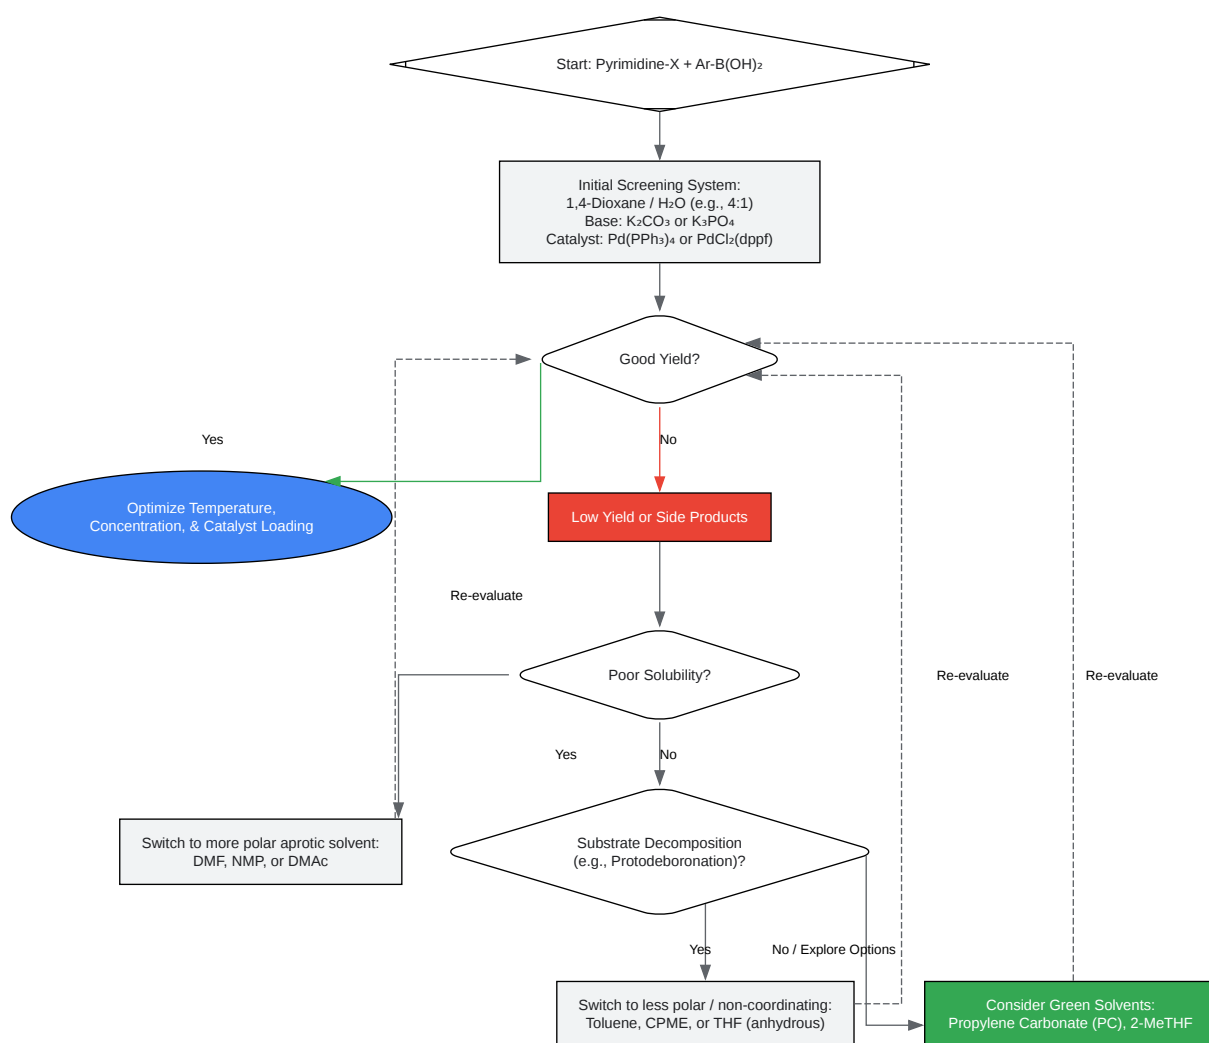 Start: Pyrimidine-X + Ar-B(OH)₂
Initial Screening System:
1,4-Dioxane / H₂O (e.g., 4:1)
Base: K₂CO₃ or K₃PO₄
Catalyst: Pd(PPh₃)₄ or PdCl₂(dppf)
Good Yield?
Yes
No
Optimize Temperature,
Concentration, & Catalyst Loading
Low Yield or Side Products
Re-evaluate
Poor Solubility?
Re-evaluate
Re-evaluate
Yes
No
Switch to more polar aprotic solvent:
DMF, NMP, or DMAc
Substrate Decomposition
(e.g., Protodeboronation)?
Yes
No / Explore Options
Switch to less polar / non-coordinating:
Toluene, CPME, or THF (anhydrous)
Consider Green Solvents:
Propylene Carbonate (PC), 2-MeTHF